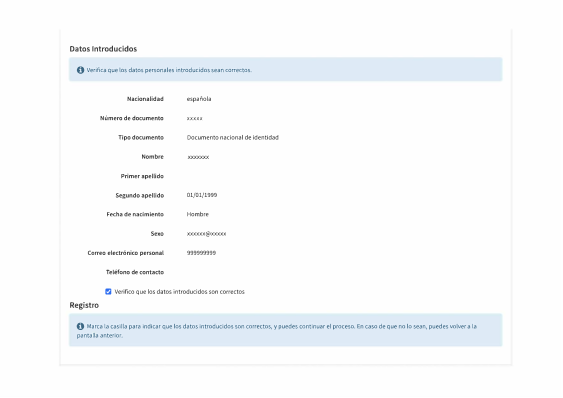 Datos Introducidos
Verifica que los datos personales introducidos sean correctos.
Nacionalidad española
Número de documento xxxxx
Tipo documento Documento nacional de identidad
Nombre xxxxxxx
Primer apellido
Segundo apellido 01/01/1999
Fecha de nacimiento Hombre
Sexo xxxxxx@xxxxx
Correo electrónico personal 999999999
Teléfono de contacto
Verifico que los datos introducidos son correctos
Registro
Marca la casilla para indicar que los datos introducidos son correctos, y puedes continuar el proceso. En caso de que no lo sean, puedes volver a la
pantalla anterior.